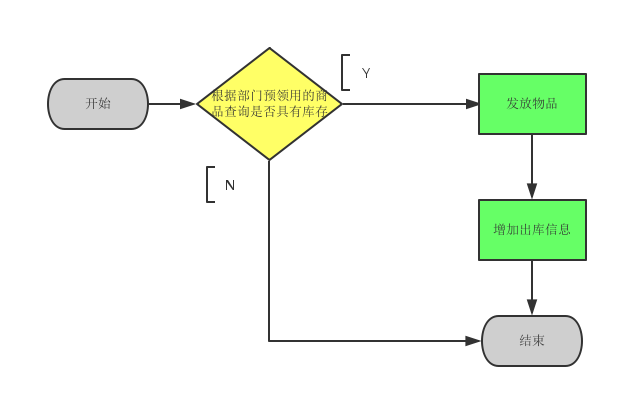 开始
根据部门预领用的商
品查询是否具有库存
Y
发放物品
N
增加出库信息
结束